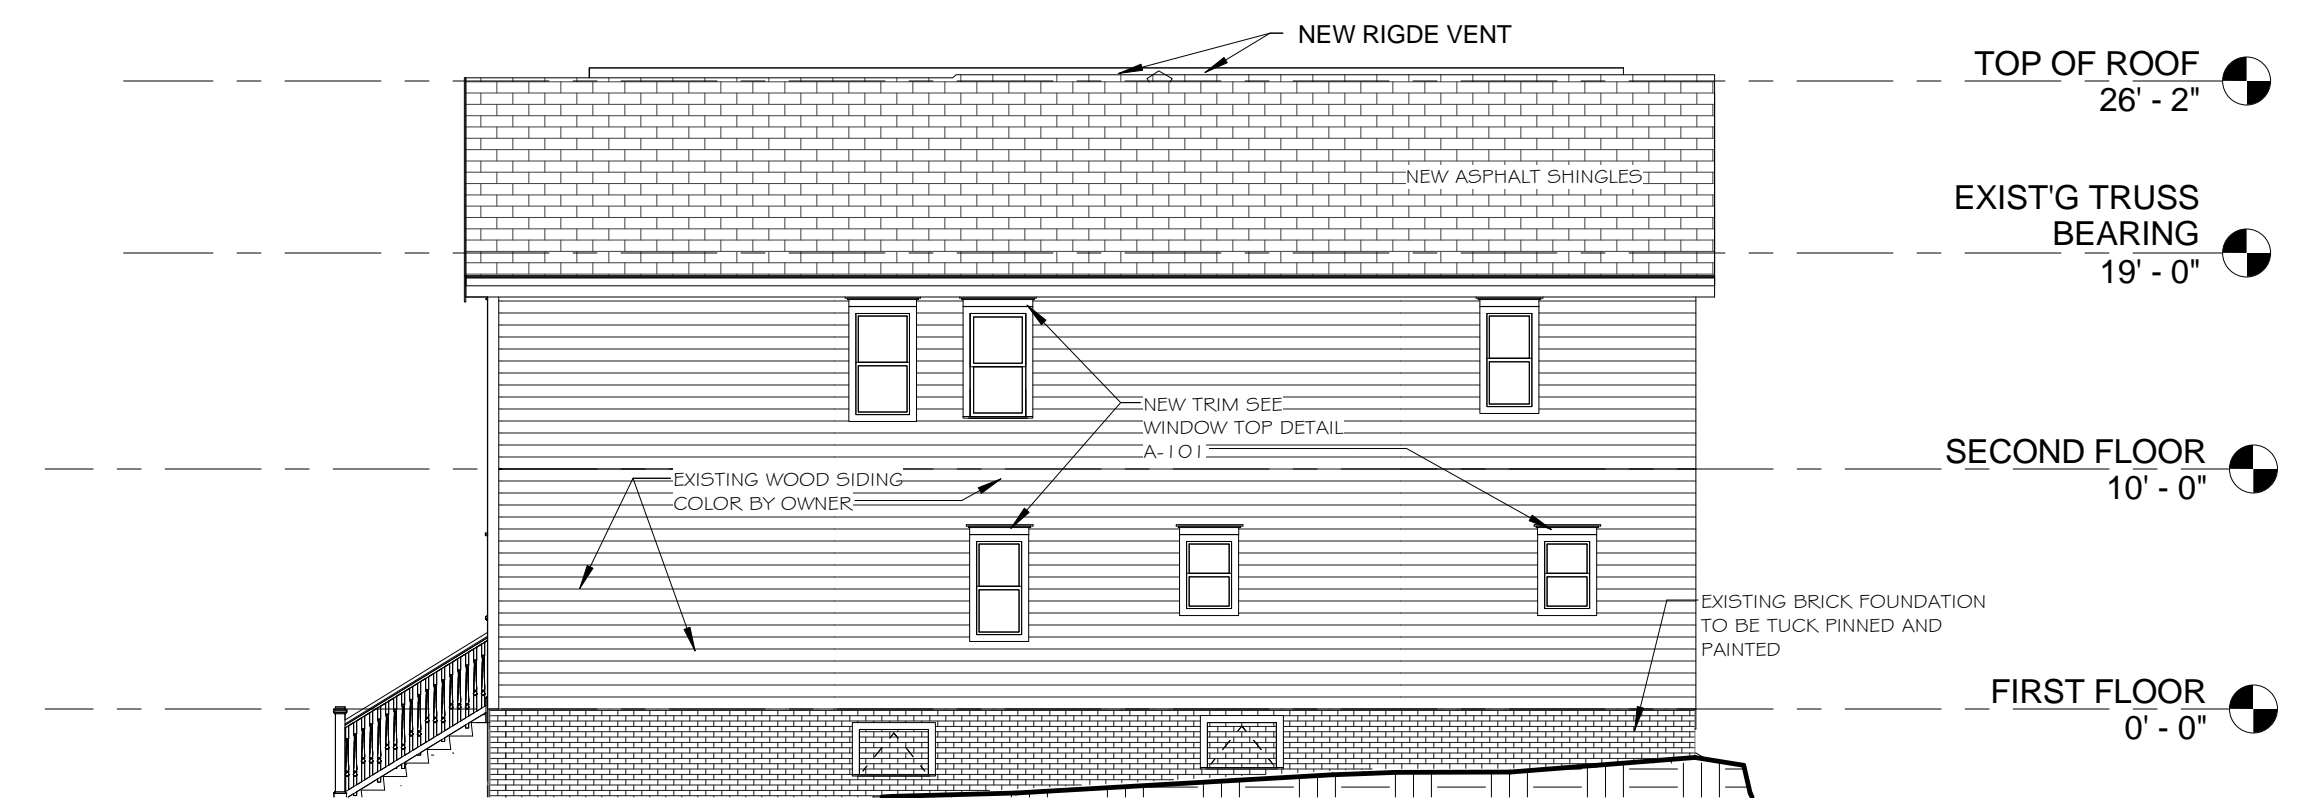 NEW RIGDE VENT
TOP OF ROOF
26' - 2"
NEW ASPHALT SHINGLES
EXIST'G TRUSS
BEARING
19' - 0"
NEW TRIM SEE
WINDOW TOP DETAIL
A-101
SECOND FLOOR
10' - 0"
EXISTING WOOD SIDING
COLOR BY OWNER
EXISTING BRICK FOUNDATION
TO BE TUCK PINNED AND
PAINTED
FIRST FLOOR
0' - 0"